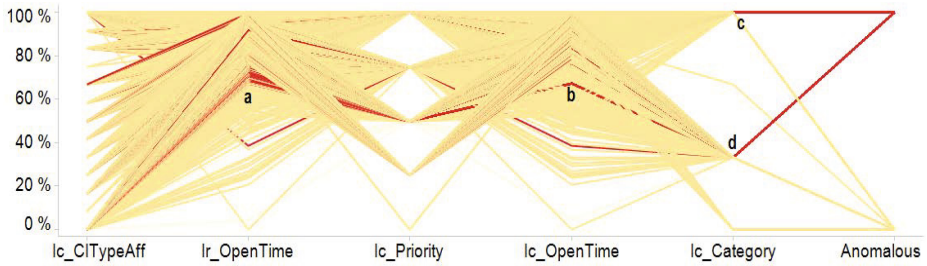 100 %
80 %
60 %
40 %
20 %
0 %
a
b
c
d
Ic_CITypeAff Ir_OpenTime Ic_Priority Ic_OpenTime Ic_Category Anomalous